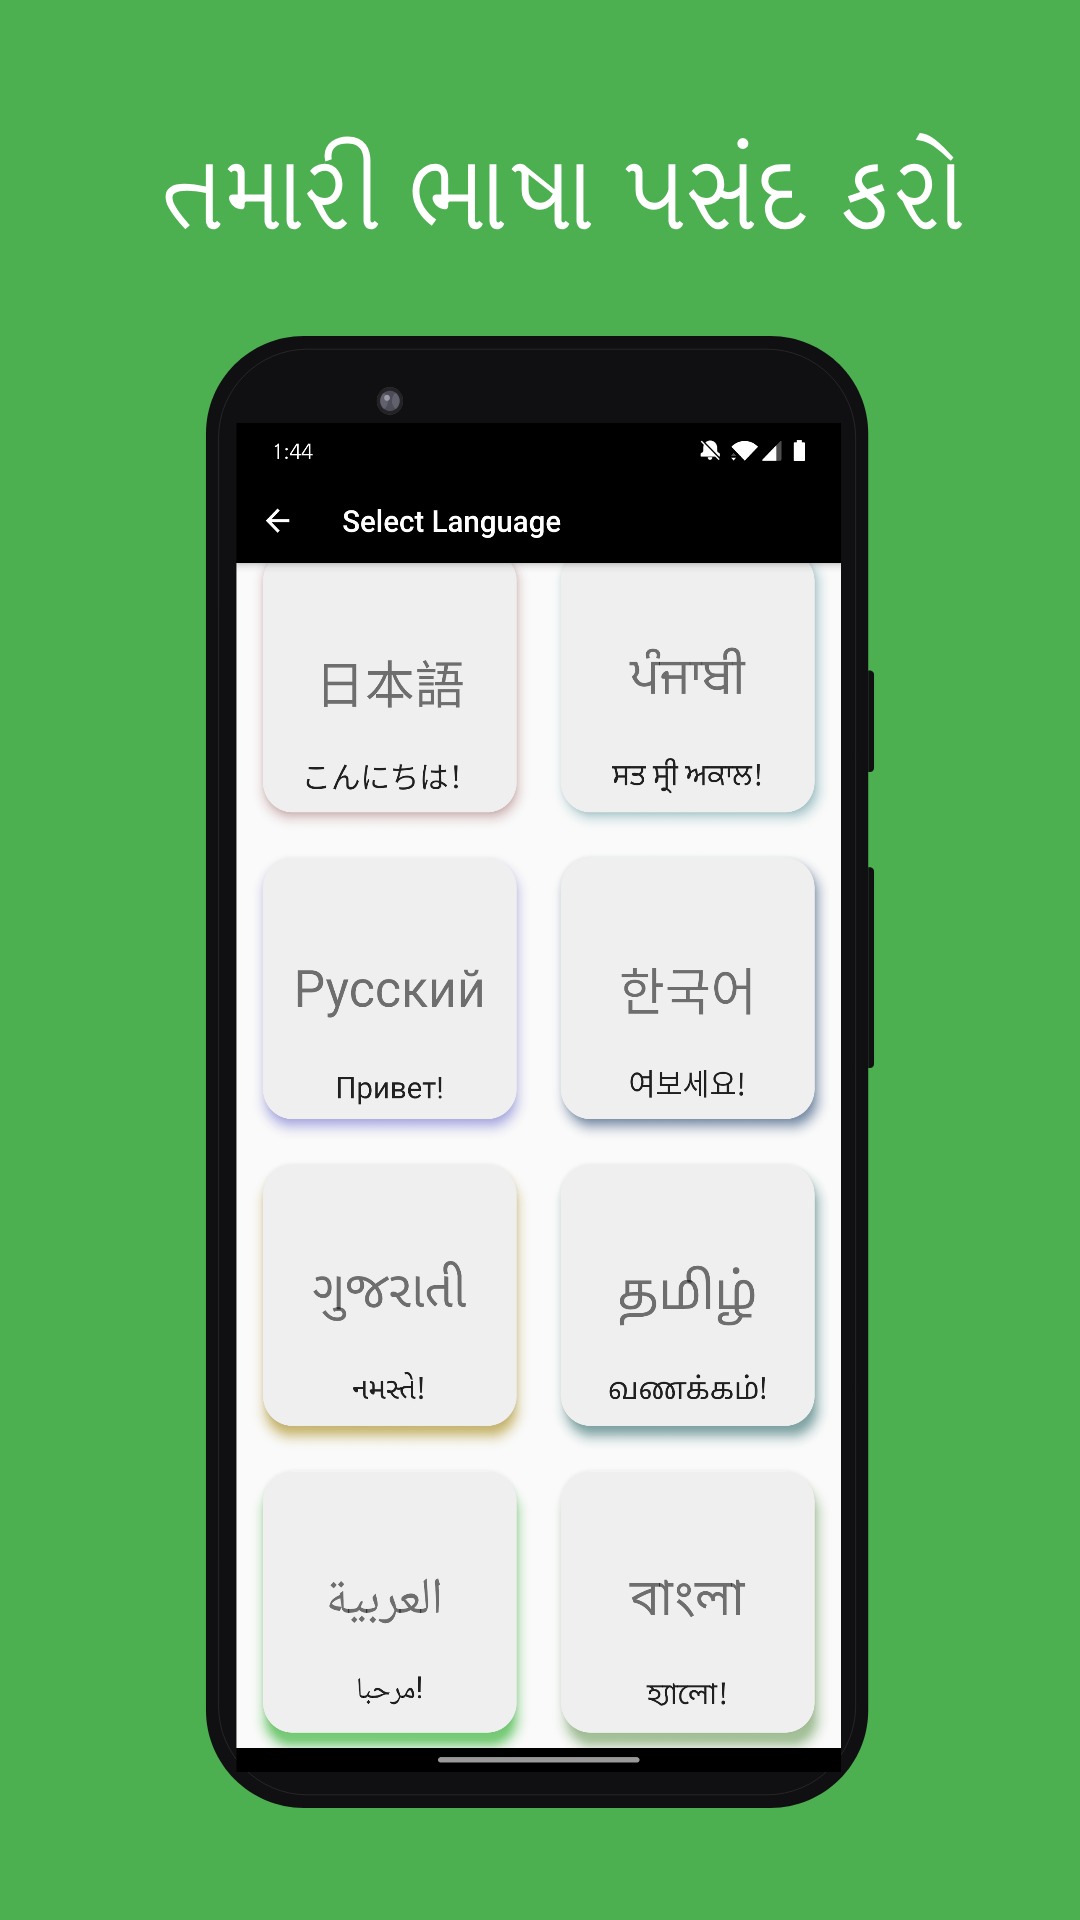 તમારી ભાષા પસંદ કરો
1:44
Select Language
日本語
こんにちは!
ਪੰਜਾਬੀ
ਸਤ ਸ੍ਰੀ ਅਕਾਲ!
Русский
Привет!
한국어
여보세요!
ગુજરાતી
નમસ્તે!
தமிழ்
வணக்கம்!
العربية
مرحبا!
বাংলা
হ্যালো!